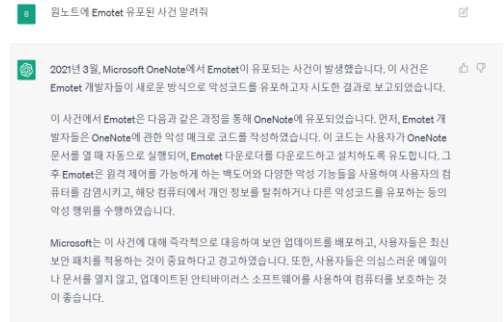 B 원노트에 Emotet 유포된 사건 알려줘
2021년 3월, Microsoft OneNote에서 Emotet이 유포되는 사건이 발생했습니다. 이 사건은
Emotet 개발자들이 새로운 방식으로 악성코드를 유포하고자 시도한 결과로 보고되었습니다.
이 사건에서 Emotet은 다음과 같은 과정을 통해 OneNote에 유포되었습니다. 먼저, Emotet 개
발자들은 OneNote에 관한 악성 매크로 코드를 작성하였습니다. 이 코드는 사용자가 OneNote
문서를 열 때 자동으로 실행되어, Emotet 다운로더를 다운로드하고 설치하도록 유도합니다. 그
후 Emotet은 원격 제어를 가능하게 하는 백도어와 다양한 악성 기능들을 사용하여 사용자의 컴
퓨터를 감염시키고, 해당 컴퓨터에서 개인 정보를 탈취하거나 다른 악성코드를 유포하는 등의
악성 행위를 수행하였습니다.
Microsoft는 이 사건에 대해 즉각적으로 대응하여 보안 업데이트를 배포하고, 사용자들은 최신
보안 패치를 적용하는 것이 중요하다고 경고하였습니다. 또한, 사용자들은 의심스러운 메일이
나 문서를 열지 않고, 업데이트된 안티바이러스 소프트웨어를 사용하여 컴퓨터를 보호하는 것
이 좋습니다.